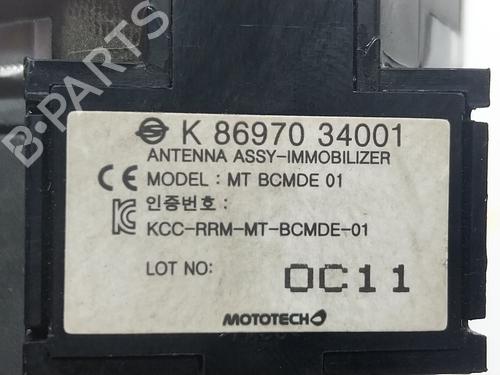 K 86970 34001
ANTENNA ASSY-IMMOBILIZER
MODEL : MT BCMDE 01
인증번호 :
KCC-RRM-MT-BCMDE-01
LOT NO: OC11
MOTOTECH
B-PARTS